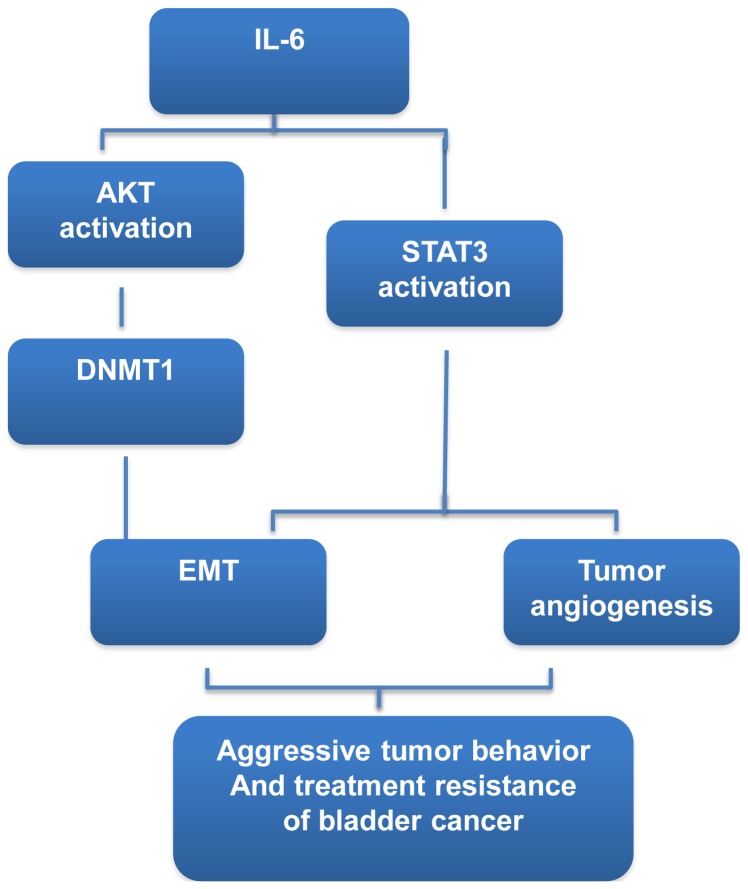 IL-6
AKT
activation
STAT3
activation
DNMT1
EMT
Tumor
angiogenesis
Aggressive tumor behavior
And treatment resistance
of bladder cancer